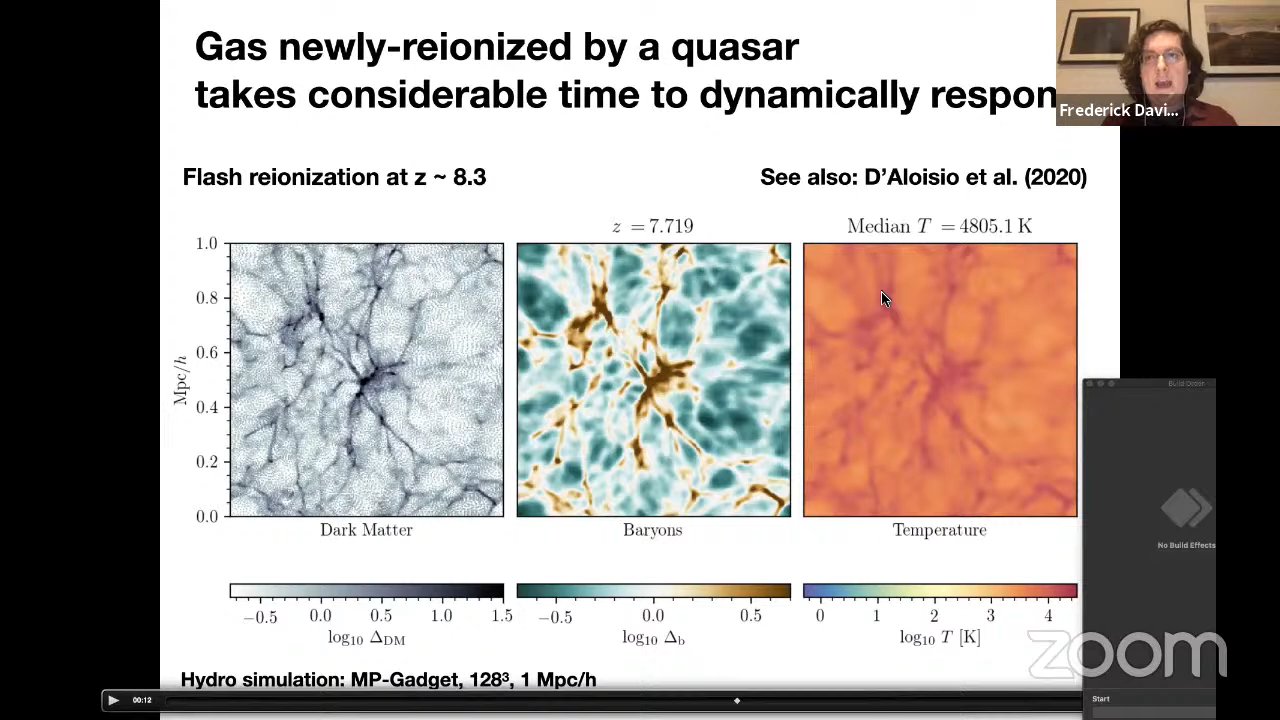 Gas newly-reionized by a quasar
takes considerable time to dynamically respon
Frederick Davi...
Flash reionization at z ~ 8.3
See also: D'Aloisio et al. (2020)
z = 7.719
Median T = 4805.1 K
1.0
0.8
0.6
0.4
0.2
0.0
Mpc/h
Dark Matter
Baryons
Temperature
−0.5 0.0 0.5 1.0 1.5
log₁₀ Δ_DM
−0.5 0.0 0.5
log₁₀ Δ_b
0 1 2 3 4
log₁₀ T [K]
Build Order
No Build Effects
zoom
Hydro simulation: MP-Gadget, 128³, 1 Mpc/h
00:12
Start